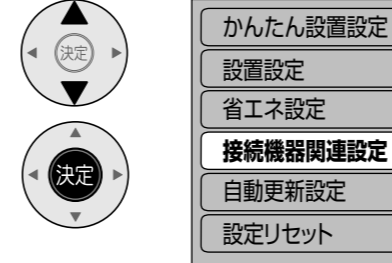 決定
決定
かんたん設置設定
設置設定
省エネ設定
接続機器関連設定
自動更新設定
設定リセット